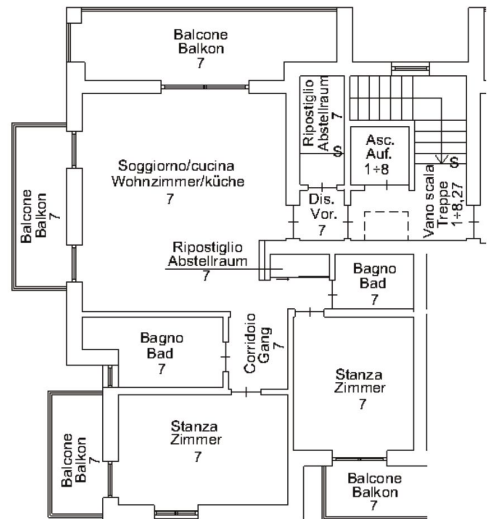 Balcone
Balkon
7
Ripostiglio
Abstellraum
7
S
Asc.
Auf.
1÷8
S
Vano scala
Treppe
1÷8,27
Balcone
Balkon
7
Soggiorno/cucina
Wohnzimmer/küche
7
Dis.
Vor.
7
Ripostiglio
Abstellraum
7
Bagno
Bad
7
Bagno
Bad
7
Corridoio
Gang
7
Stanza
Zimmer
7
Balcone
Balkon
7
Stanza
Zimmer
7
Balcone
Balkon
7